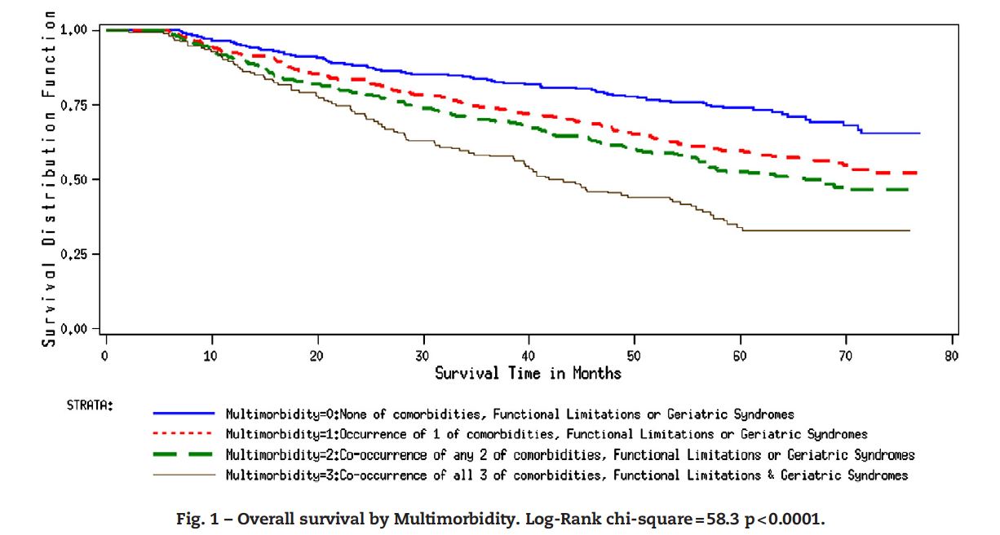 Survival Distribution Function
1.00
0.75
0.50
0.25
0.00
0 10 20 30 40 50 60 70 80
Survival Time in Months
STRATA:
Multimorbidity=0:None of comorbidities, Functional Limitations or Geriatric Syndromes
Multimorbidity=1:Occurrence of 1 of comorbidities, Functional Limitations or Geriatric Syndromes
Multimorbidity=2:Co-occurrence of any 2 of comorbidities, Functional Limitations or Geriatric Syndromes
Multimorbidity=3:Co-occurrence of all 3 of comorbidities, Functional Limitations & Geriatric Syndromes
Fig. 1 – Overall survival by Multimorbidity. Log-Rank chi-square = 58.3 p < 0.0001.